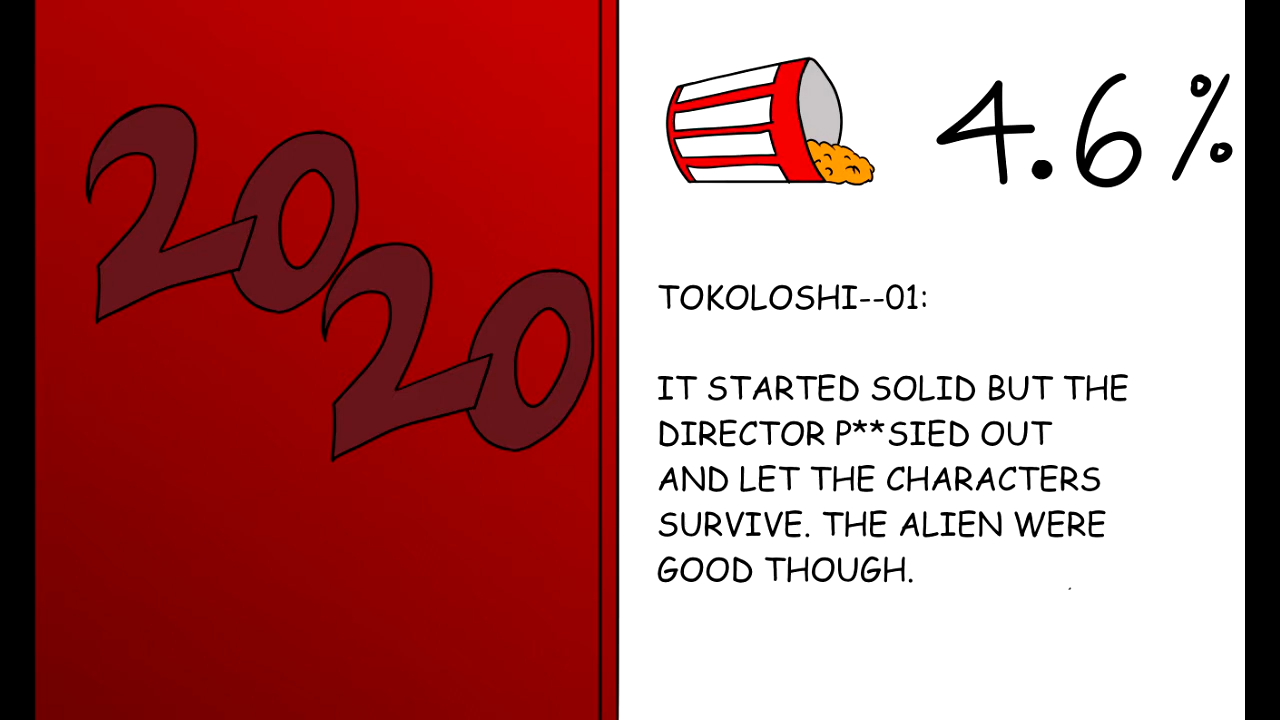 2020
4.6%
TOKOLOSHI--01:
IT STARTED SOLID BUT THE
DIRECTOR P**SIED OUT
AND LET THE CHARACTERS
SURVIVE. THE ALIEN WERE
GOOD THOUGH.